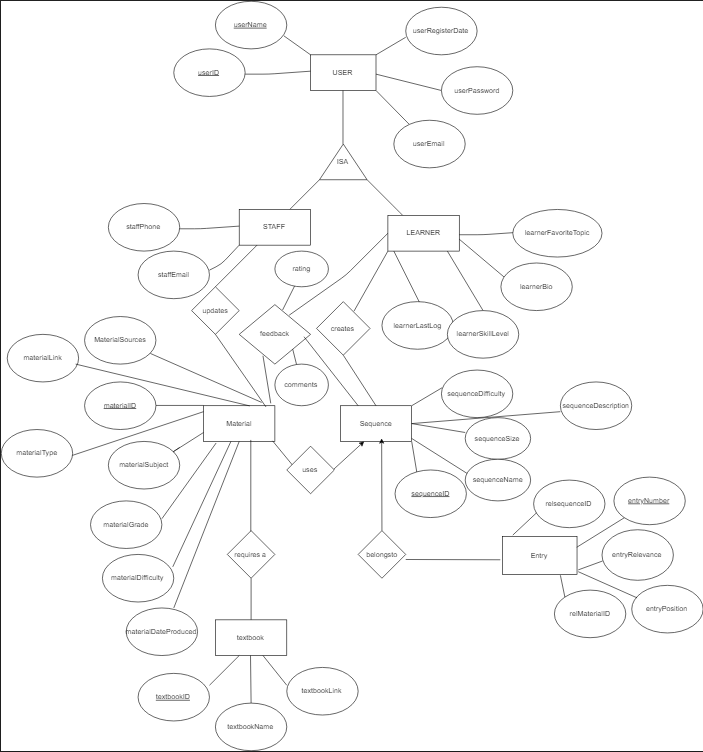 userName
userRegisterDate
userID
USER
userPassword
userEmail
ISA
staffPhone
STAFF
LEARNER
learnerFavoriteTopic
staffEmail
rating
learnerBio
updates
feedback
creates
learnerLastLog
learnerSkillLevel
MaterialSources
materialLink
comments
sequenceDifficulty
materialID
sequenceDescription
Material
Sequence
sequenceSize
materialType
materialSubject
uses
sequenceName
sequenceID
relsequenceID
entryNumber
materialGrade
requires a
belongsto
Entry
entryRelevance
materialDifficulty
relMaterialID
entryPosition
materialDateProduced
textbook
textbookID
textbookLink
textbookName